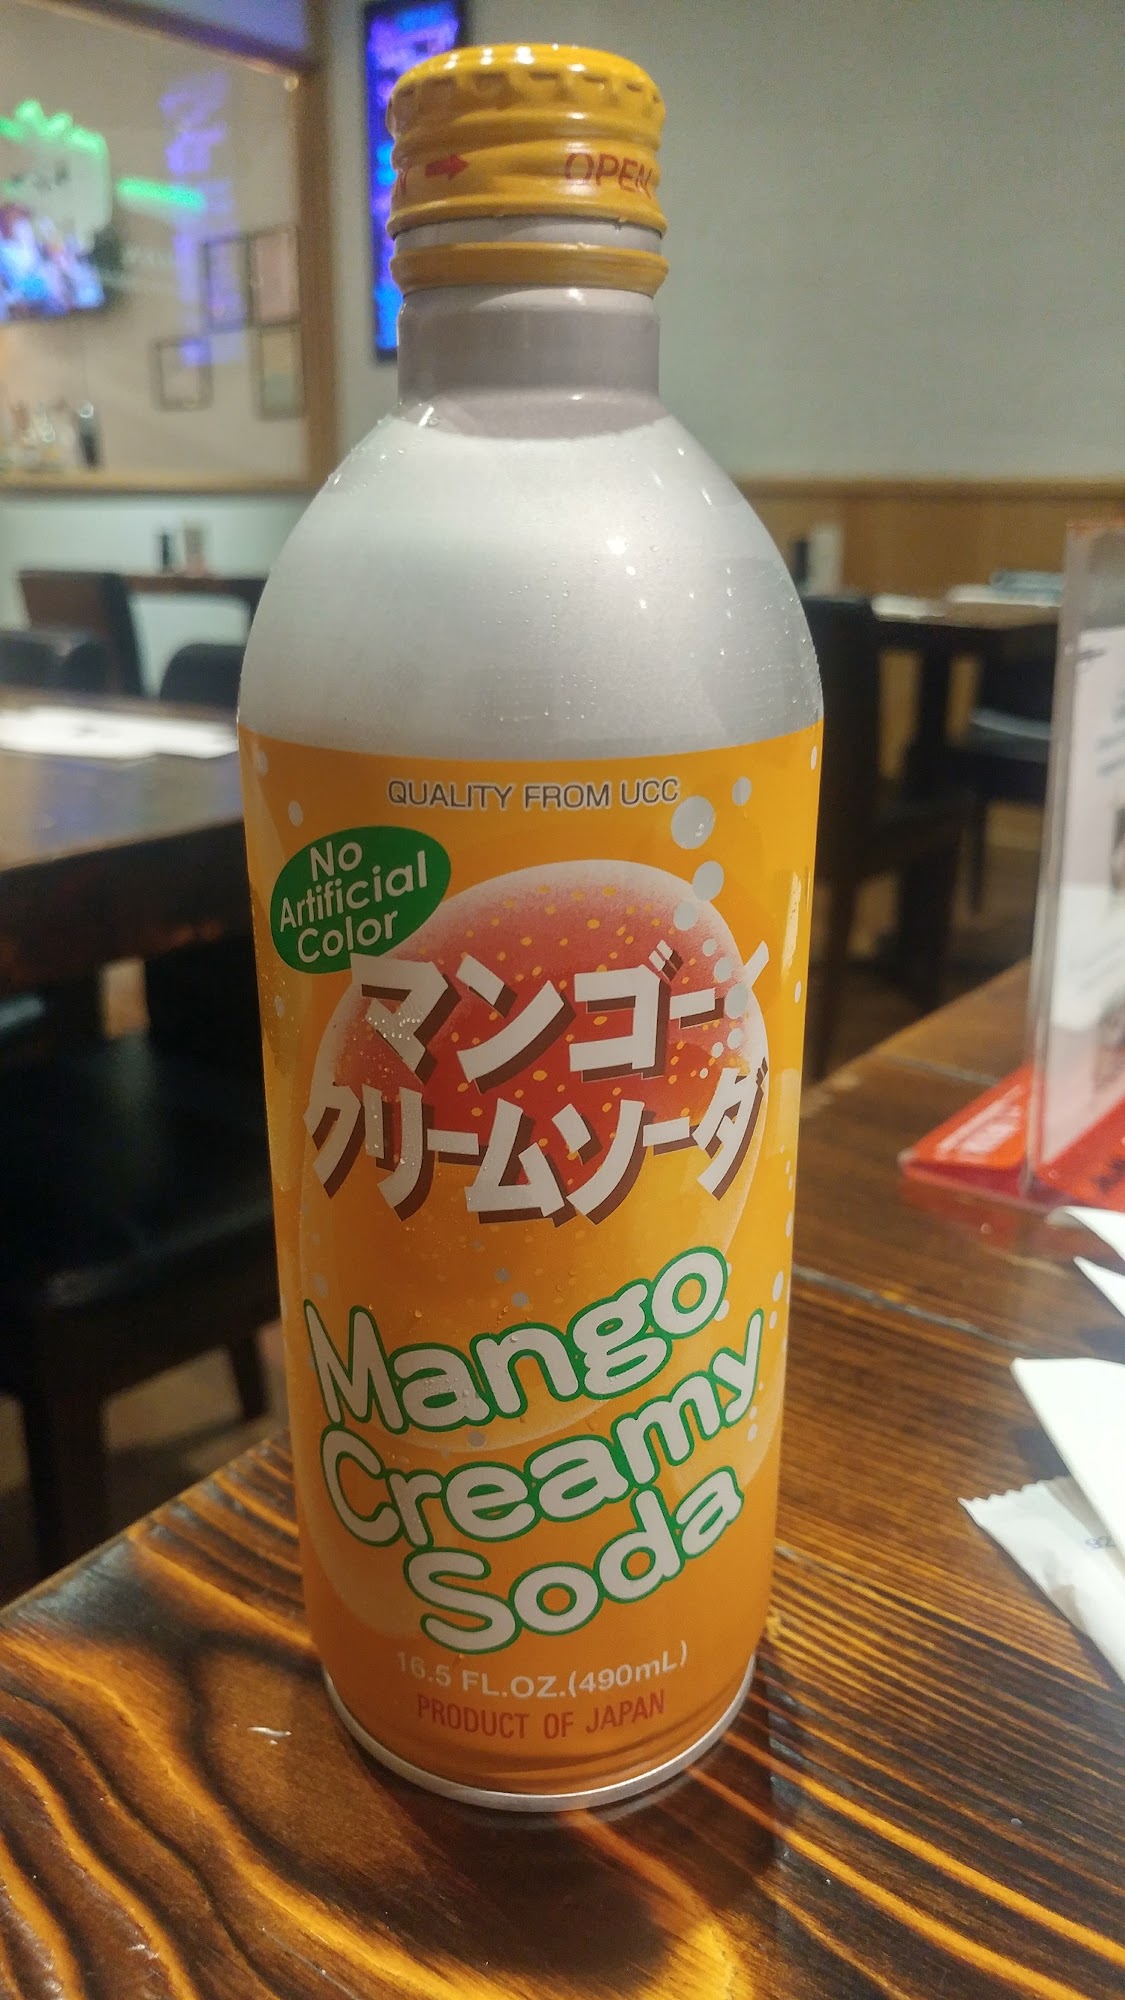 OPEN
QUALITY FROM UCC
No
Artificial
Color
マンゴー
クリームソーダ
Mango
Creamy
Soda
16.5 FL.OZ.(490mL)
PRODUCT OF JAPAN